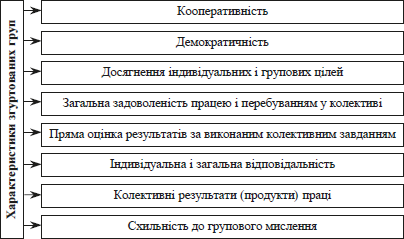 Характеристики згуртованих груп
Кооперативність
Демократичність
Досягнення індивідуальних і групових цілей
Загальна задоволеність працею і перебуванням у колективі
Пряма оцінка результатів за виконаним колективним завданням
Індивідуальна і загальна відповідальність
Колективні результати (продукти) праці
Схильність до групового мислення